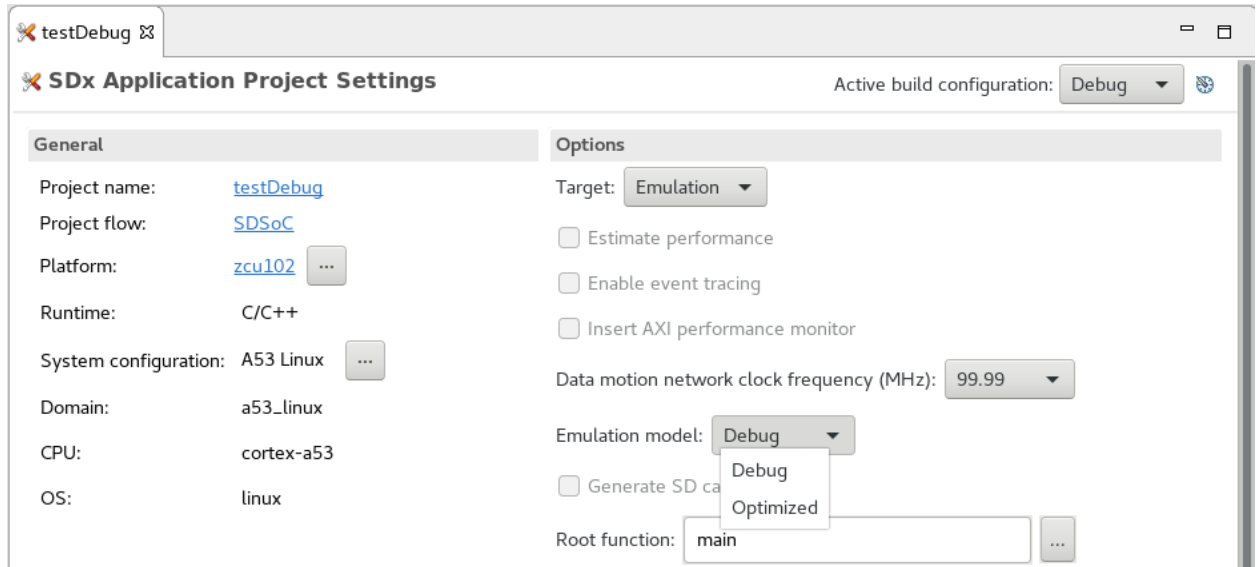 testDebug
SDx Application Project Settings
Active build configuration: Debug
General
Project name: testDebug
Project flow: SDSoC
Platform: zcu102 ...
Runtime: C/C++
System configuration: A53 Linux ...
Domain: a53_linux
CPU: cortex-a53
OS: linux
Options
Target: Emulation
Estimate performance
Enable event tracing
Insert AXI performance monitor
Data motion network clock frequency (MHz): 99.99
Emulation model: Debug
Debug
Optimized
Generate SD ca
Root function: main ...